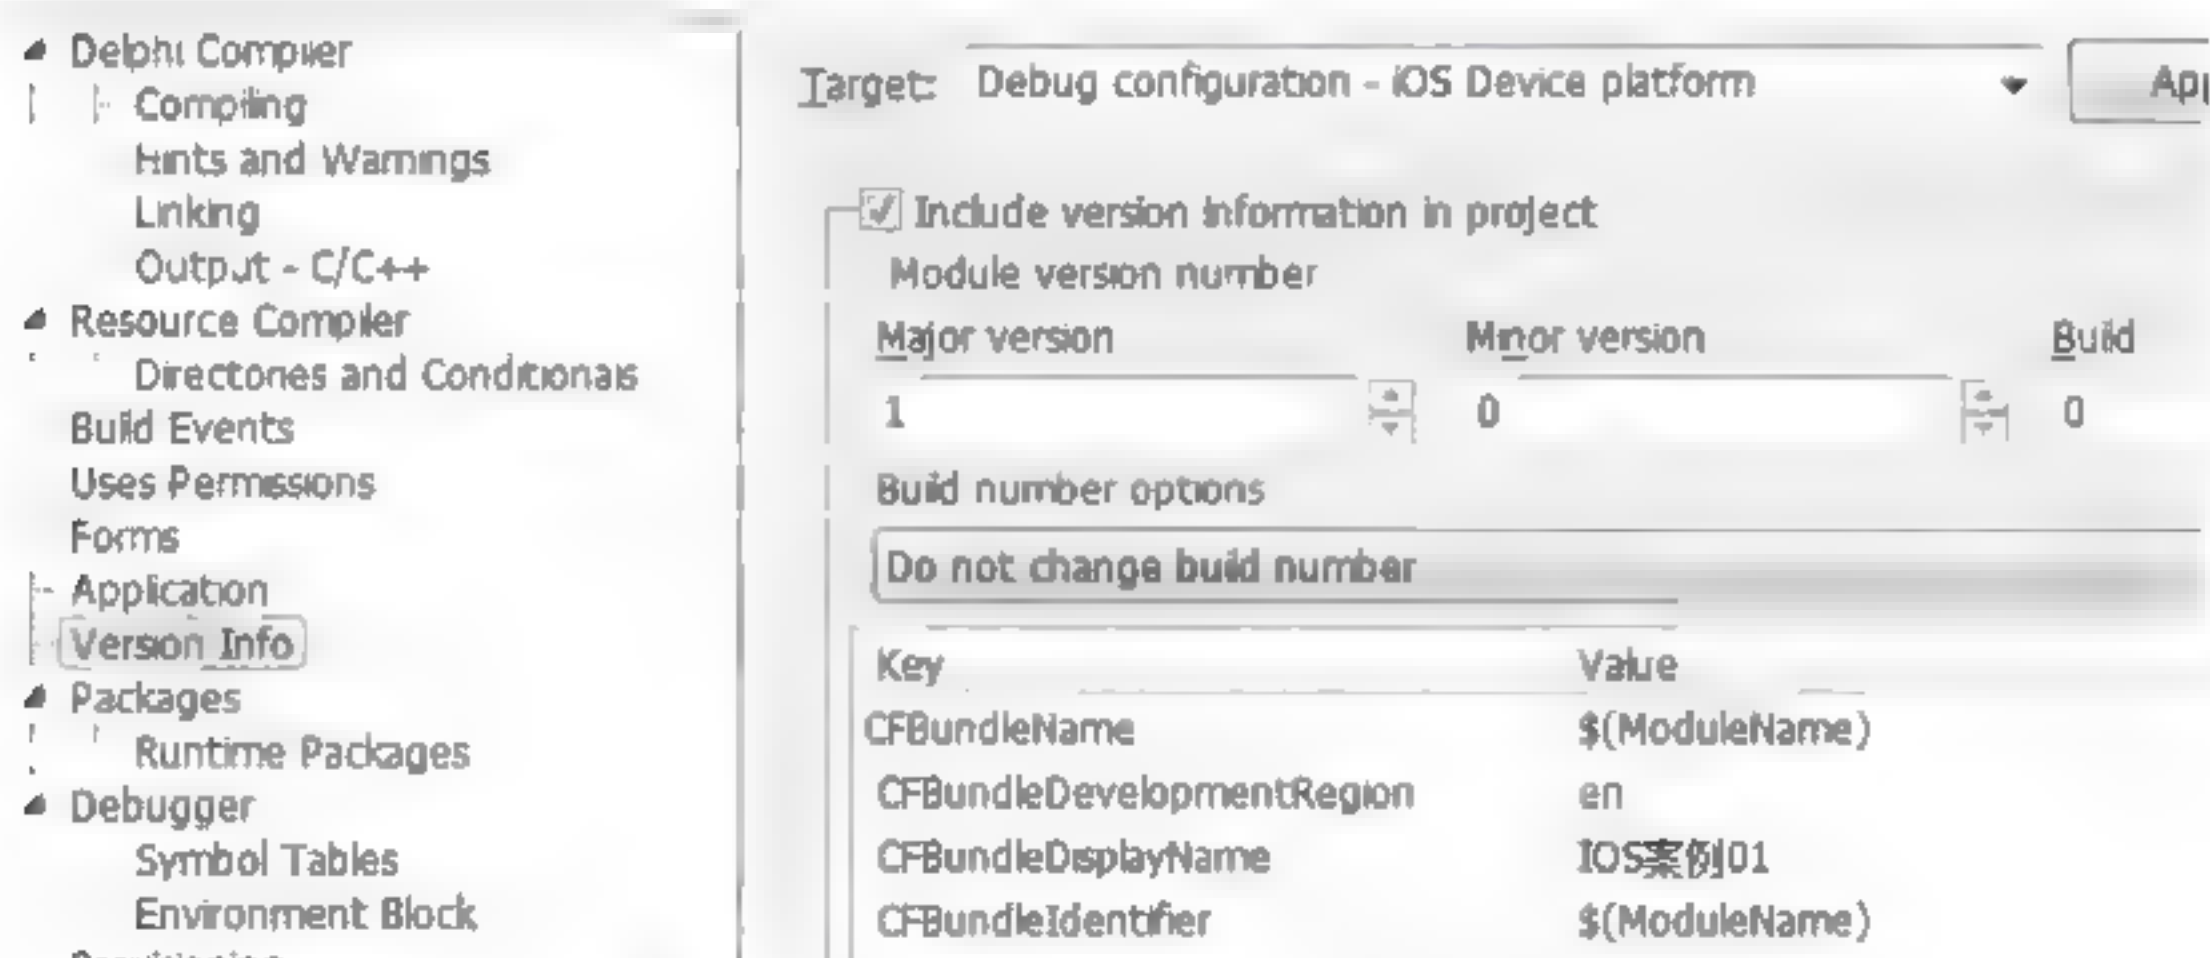 Delphi Compiler
Compiling
Hints and Warnings
Linking
Output - C/C++
Resource Compiler
Directories and Conditionals
Build Events
Uses Permissions
Forms
Application
Version Info
Packages
Runtime Packages
Debugger
Symbol Tables
Environment Block
Target: Debug configuration - iOS Device platform
Include version information in project
Module version number
Major version Minor version Build
1 0 0
Build number options
Do not change build number
Key Value
CFBundleName $(ModuleName)
CFBundleDevelopmentRegion en
CFBundleDisplayName IOS案例01
CFBundleIdentifier $(ModuleName)